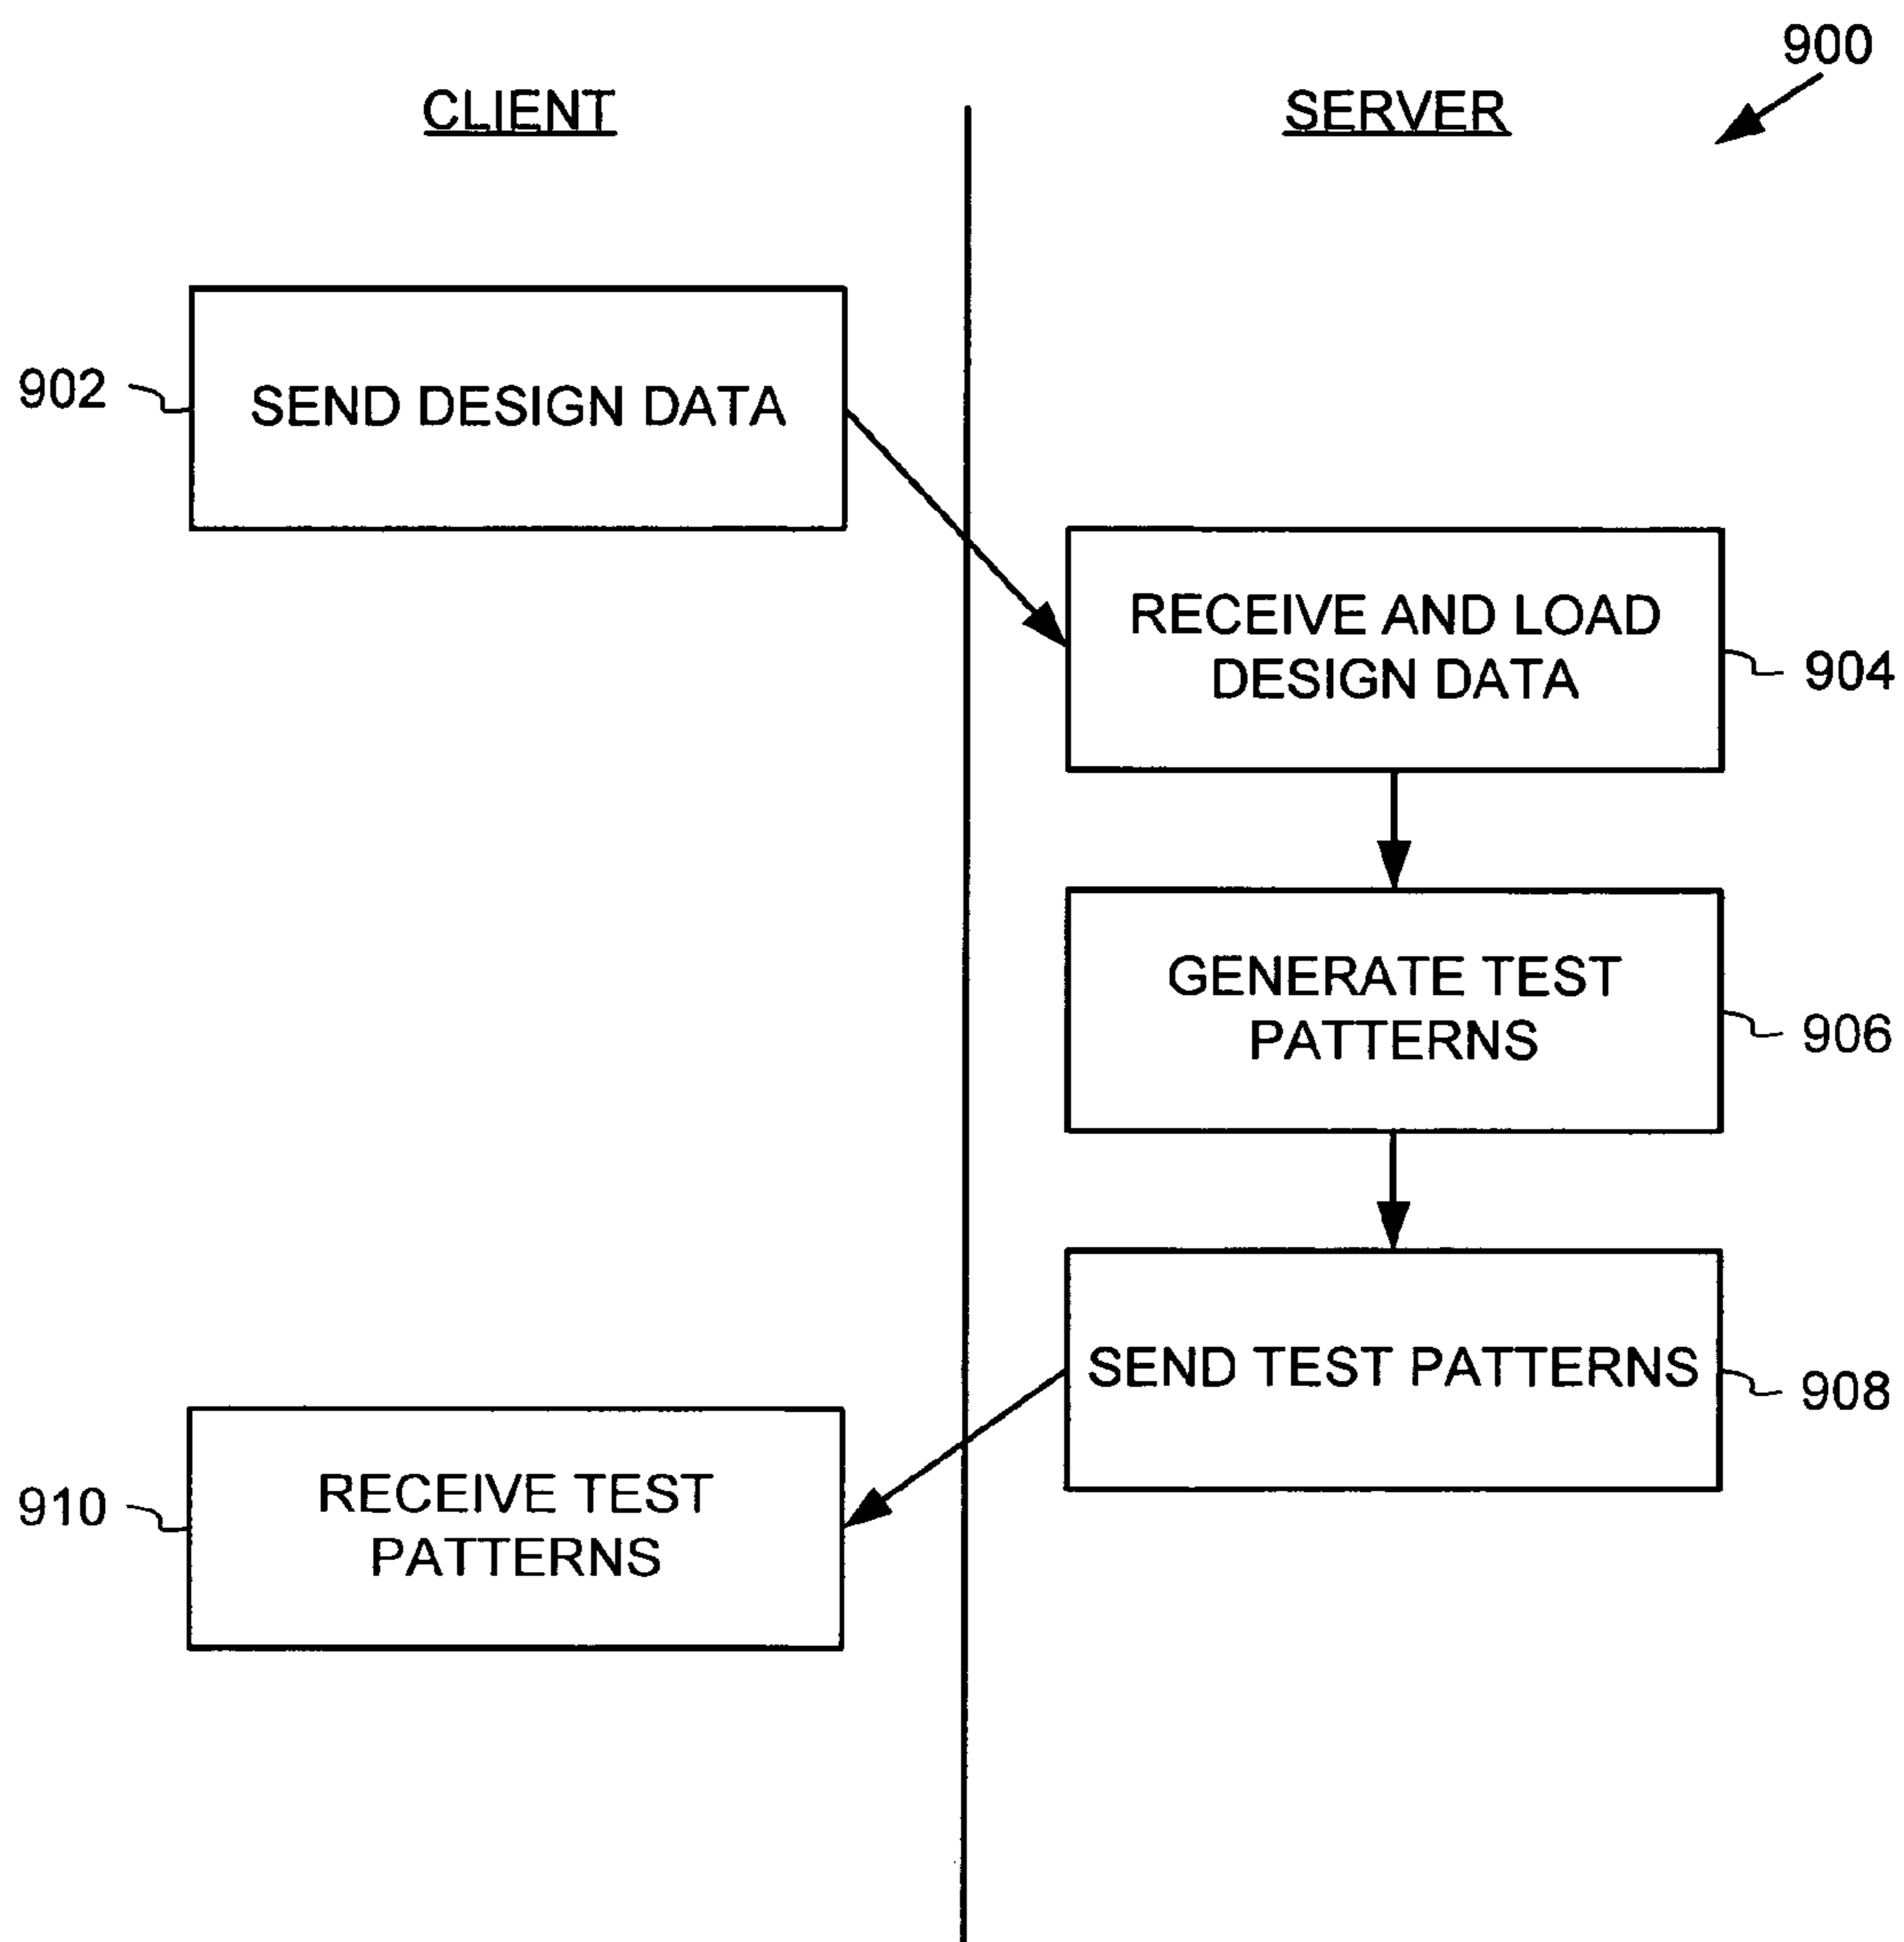 900
CLIENT
SERVER
902
SEND DESIGN DATA
RECEIVE AND LOAD
DESIGN DATA
904
GENERATE TEST
PATTERNS
906
SEND TEST PATTERNS
908
910
RECEIVE TEST
PATTERNS